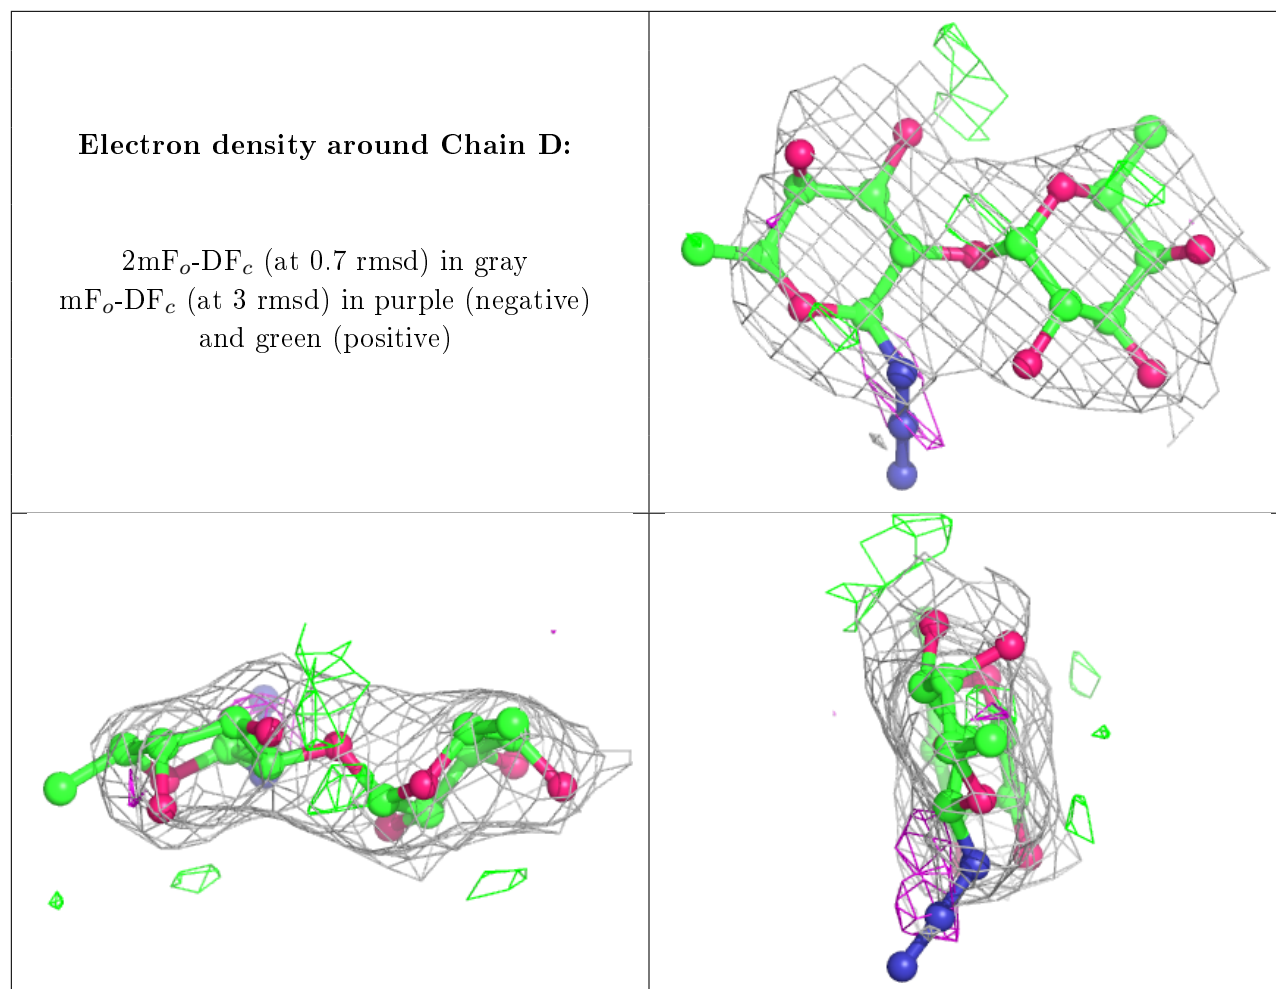 Electron density around Chain D:
2mFₒ-DF𝒸 (at 0.7 rmsd) in gray
mFₒ-DF𝒸 (at 3 rmsd) in purple (negative)
and green (positive)